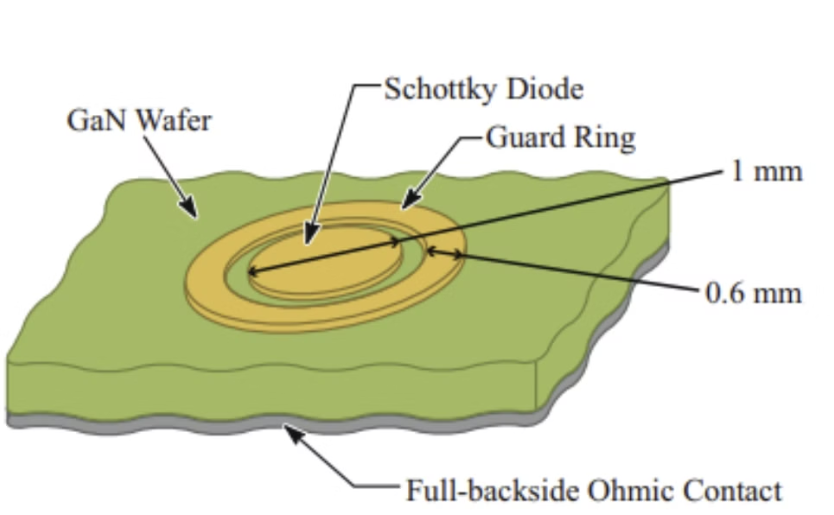 Schottky Diode
GaN Wafer
Guard Ring
1 mm
0.6 mm
Full-backside Ohmic Contact